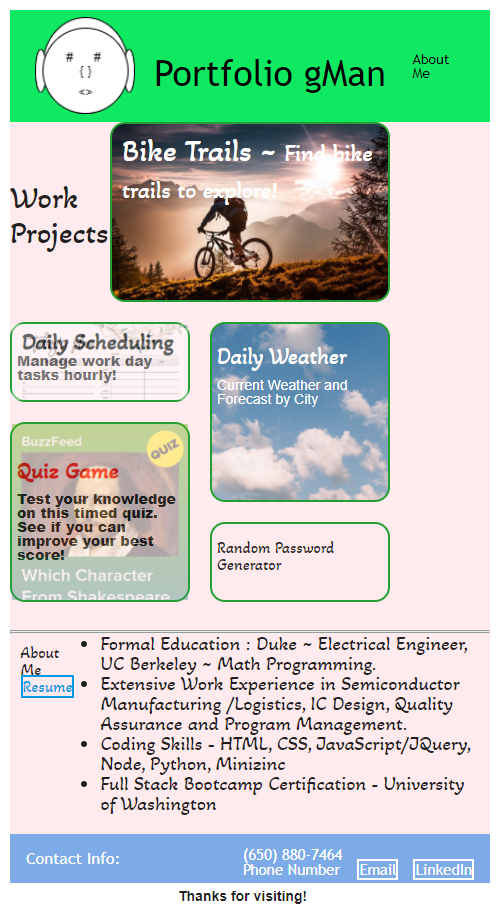 # #
{ }
<>
Portfolio gMan
About
Me
Work
Projects
Bike Trails ~ Find bike
trails to explore!
Daily Scheduling
Manage work day
tasks hourly!
Daily Weather
Current Weather and
Forecast by City
BuzzFeed
QUIZ
Quiz Game
Test your knowledge
on this timed quiz.
See if you can
improve your best
score!
Which Character
From Shakespeare
Random Password
Generator
About
Me
Resume
• Formal Education : Duke ~ Electrical Engineer,
UC Berkeley ~ Math Programming.
• Extensive Work Experience in Semiconductor
Manufacturing /Logistics, IC Design, Quality
Assurance and Program Management.
• Coding Skills - HTML, CSS, JavaScript/JQuery,
Node, Python, Minizinc
• Full Stack Bootcamp Certification - University
of Washington
Contact Info:
(650) 880-7464
Phone Number
Email
LinkedIn
Thanks for visiting!